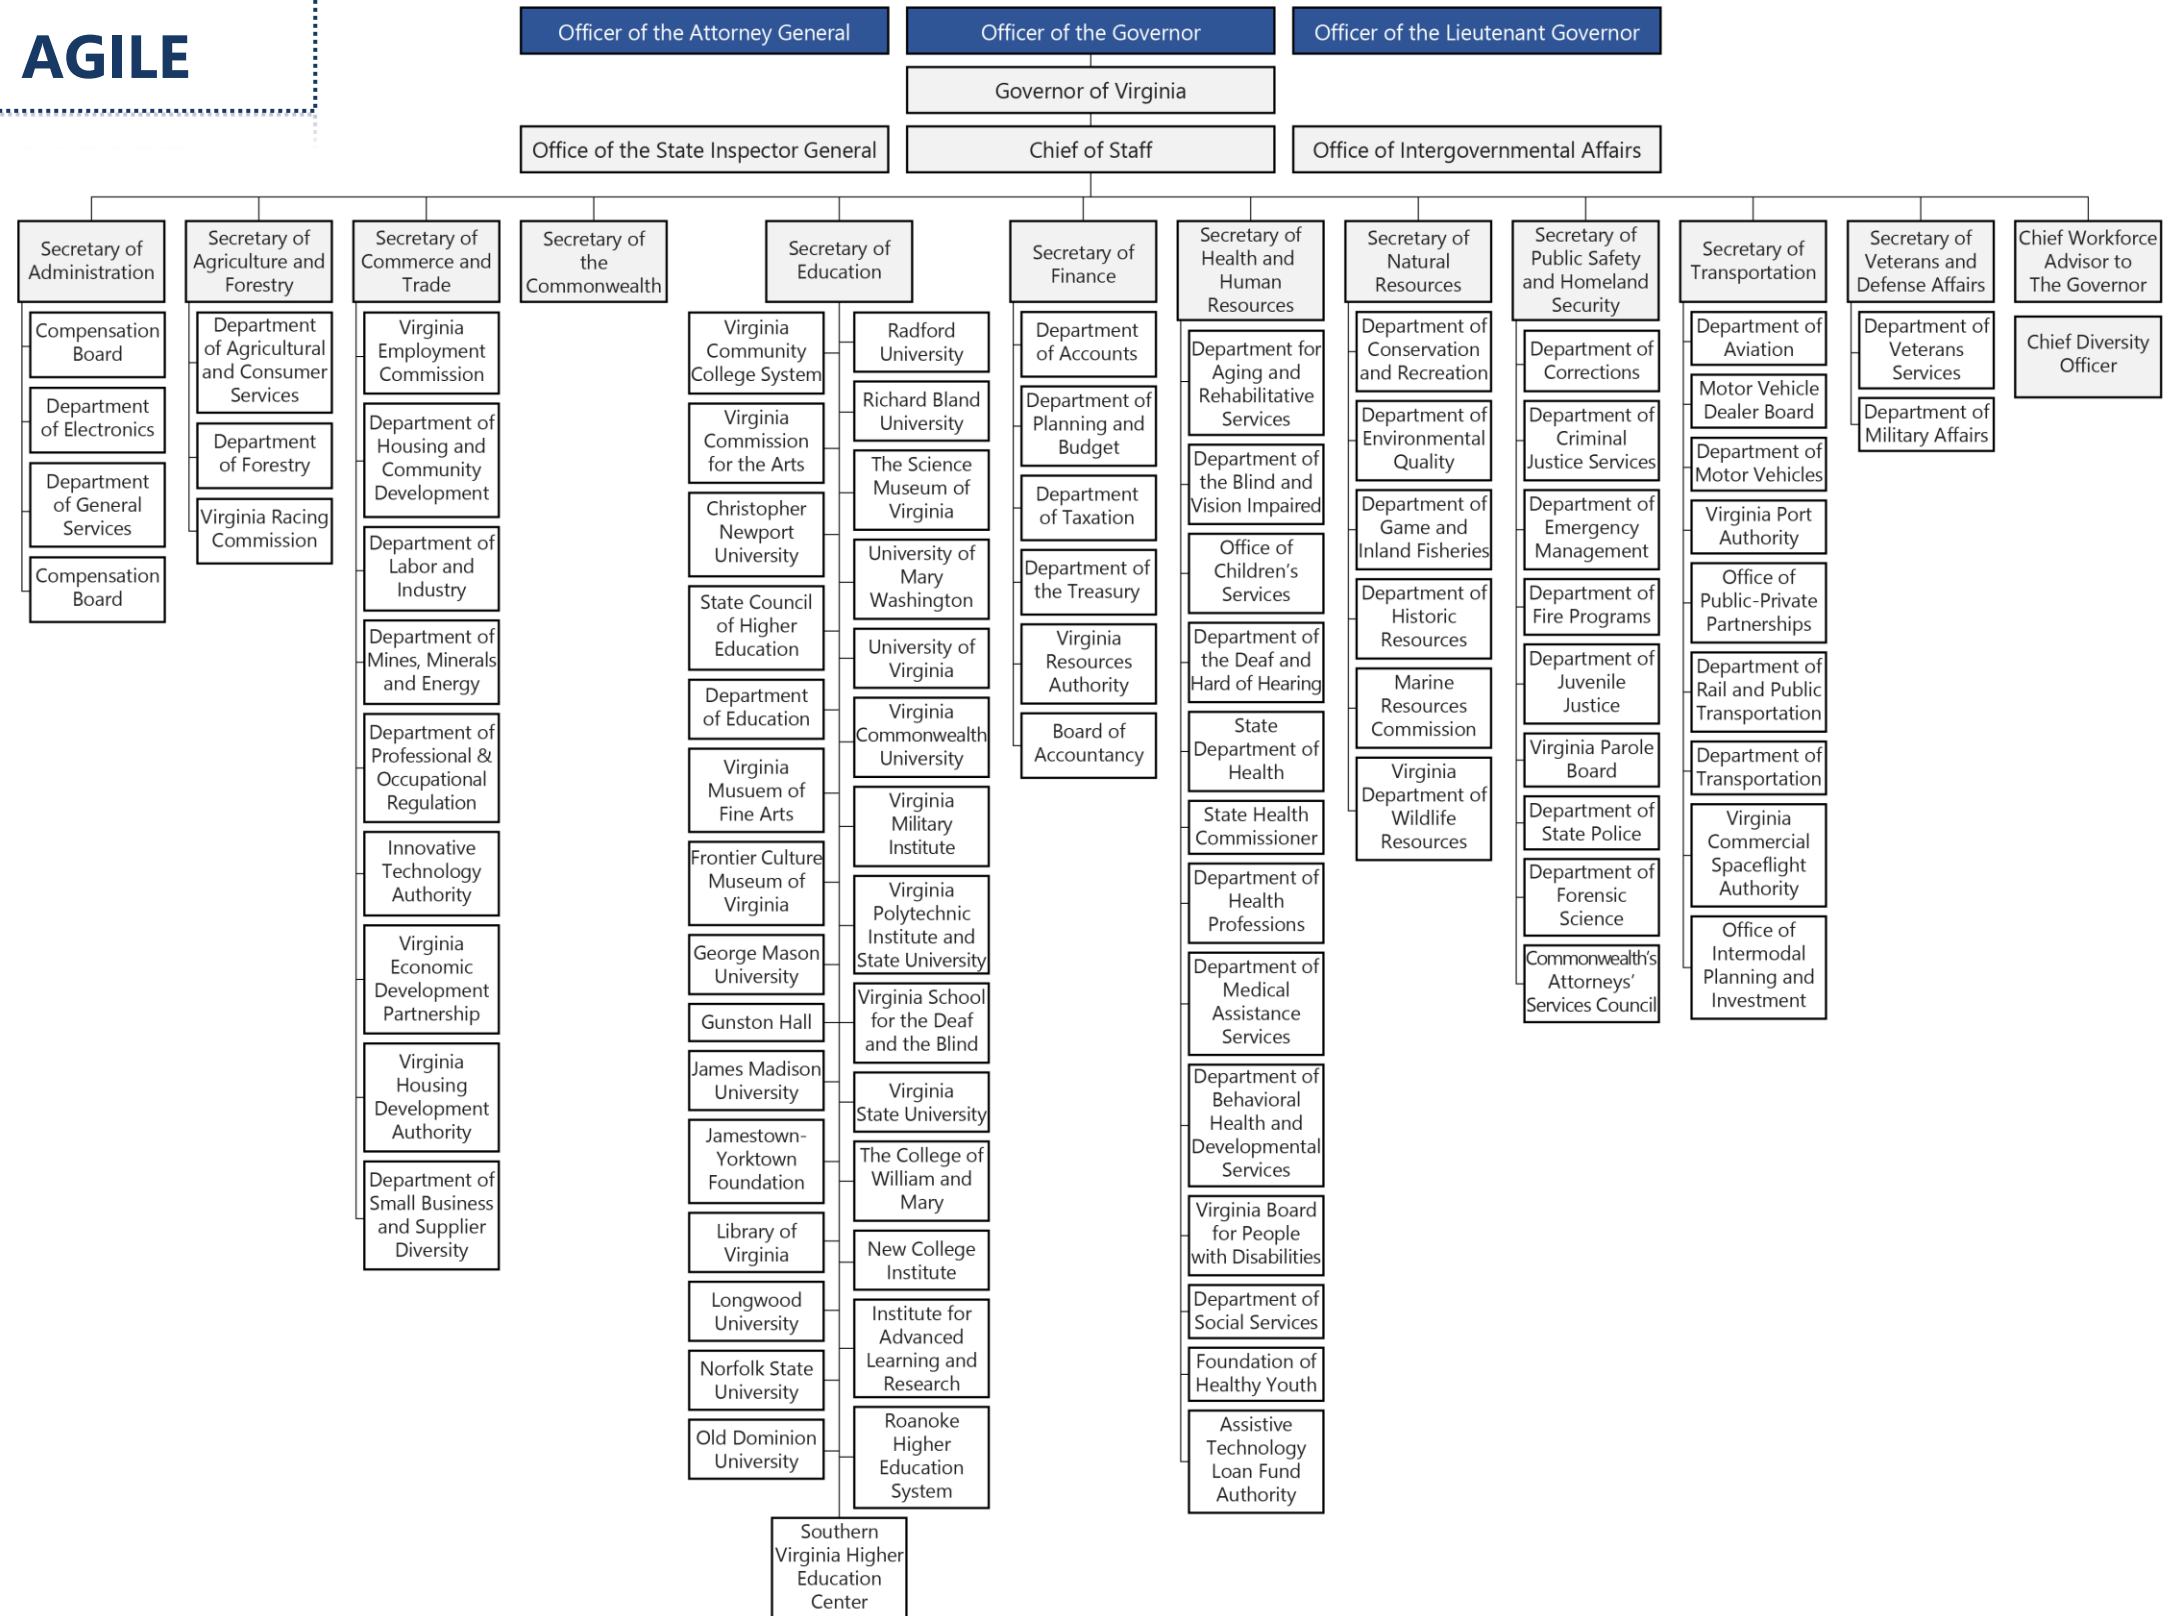 AGILE
Officer of the Attorney General
Officer of the Governor
Officer of the Lieutenant Governor
Governor of Virginia
Office of the State Inspector General
Chief of Staff
Office of Intergovernmental Affairs
Secretary of
Administration
Compensation
Board
Department
of Electronics
Department
of General
Services
Compensation
Board
Secretary of
Agriculture and
Forestry
Department
of Agricultural
and Consumer
Services
Department
of Forestry
Virginia Racing
Commission
Secretary of
Commerce and
Trade
Virginia
Employment
Commission
Department of
Housing and
Community
Development
Department of
Labor and
Industry
Department of
Mines, Minerals
and Energy
Department of
Professional &
Occupational
Regulation
Innovative
Technology
Authority
Virginia
Economic
Development
Partnership
Virginia
Housing
Development
Authority
Department of
Small Business
and Supplier
Diversity
Secretary of
the
Commonwealth
Secretary of
Education
Virginia
Community
College System
Virginia
Commission
for the Arts
Christopher
Newport
University
State Council
of Higher
Education
Department
of Education
Virginia
Musuem of
Fine Arts
Frontier Culture
Museum of
Virginia
George Mason
University
Gunston Hall
James Madison
University
Jamestown-
Yorktown
Foundation
Library of
Virginia
Longwood
University
Norfolk State
University
Old Dominion
University
Radford
University
Richard Bland
University
The Science
Museum of
Virginia
University of
Mary
Washington
University of
Virginia
Virginia
Commonwealth
University
Virginia
Military
Institute
Virginia
Polytechnic
Institute and
State University
Virginia School
for the Deaf
and the Blind
Virginia
State University
The College of
William and
Mary
New College
Institute
Institute for
Advanced
Learning and
Research
Roanoke
Higher
Education
System
Southern
Virginia Higher
Education
Center
Secretary of
Finance
Department
of Accounts
Department of
Planning and
Budget
Department
of Taxation
Department of
the Treasury
Virginia
Resources
Authority
Board of
Accountancy
Secretary of
Health and
Human
Resources
Department for
Aging and
Rehabilitative
Services
Department of
the Blind and
Vision Impaired
Office of
Children's
Services
Department of
the Deaf and
Hard of Hearing
State
Department of
Health
State Health
Commissioner
Department of
Health
Professions
Department of
Medical
Assistance
Services
Department of
Behavioral
Health and
Developmental
Services
Virginia Board
for People
with Disabilities
Department of
Social Services
Foundation of
Healthy Youth
Assistive
Technology
Loan Fund
Authority
Secretary of
Natural
Resources
Department of
Conservation
and Recreation
Department of
Environmental
Quality
Department of
Game and
Inland Fisheries
Department of
Historic
Resources
Marine
Resources
Commission
Virginia
Department of
Wildlife
Resources
Secretary of
Public Safety
and Homeland
Security
Department of
Corrections
Department of
Criminal
Justice Services
Department of
Emergency
Management
Department of
Fire Programs
Department of
Juvenile
Justice
Virginia Parole
Board
Department of
State Police
Department of
Forensic
Science
Commonwealth's
Attorneys'
Services Council
Secretary of
Transportation
Department of
Aviation
Motor Vehicle
Dealer Board
Department of
Motor Vehicles
Virginia Port
Authority
Office of
Public-Private
Partnerships
Department of
Rail and Public
Transportation
Department of
Transportation
Virginia
Commercial
Spaceflight
Authority
Office of
Intermodal
Planning and
Investment
Secretary of
Veterans and
Defense Affairs
Department of
Veterans
Services
Department of
Military Affairs
Chief Workforce
Advisor to
The Governor
Chief Diversity
Officer